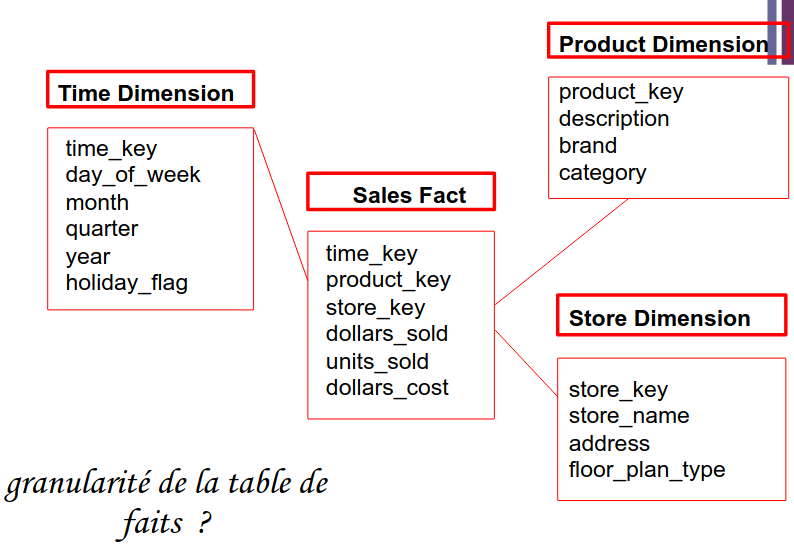 Product Dimension
product_key
description
brand
category
Time Dimension
time_key
day_of_week
month
quarter
year
holiday_flag
Sales Fact
time_key
product_key
store_key
dollars_sold
units_sold
dollars_cost
Store Dimension
store_key
store_name
address
floor_plan_type
granularité de la table de
faits ?